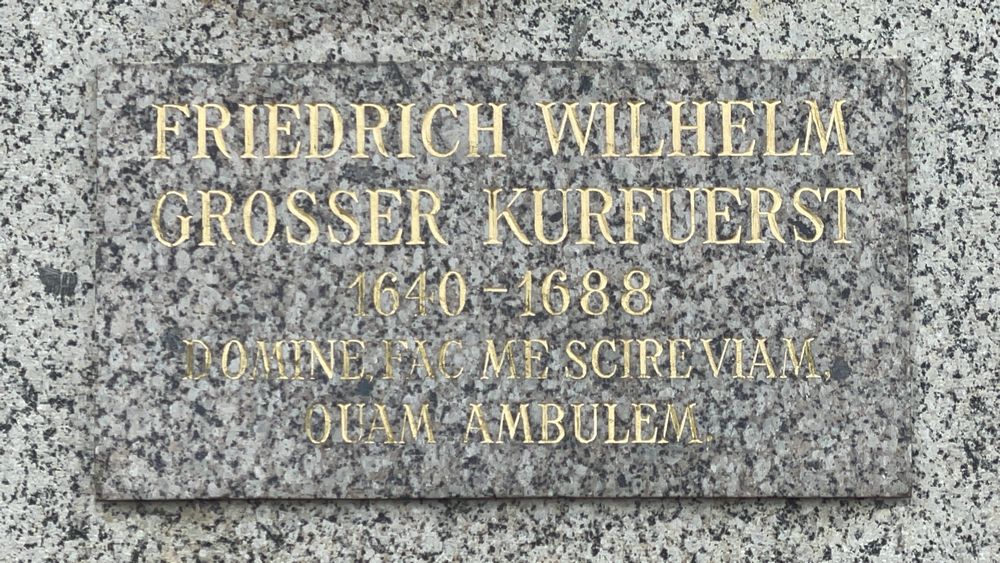 FRIEDRICH WILHELM
GROSSER KURFUERST
1640-1688
DOMINE, FAC ME SCIRE VIAM,
QUAM AMBULEM.